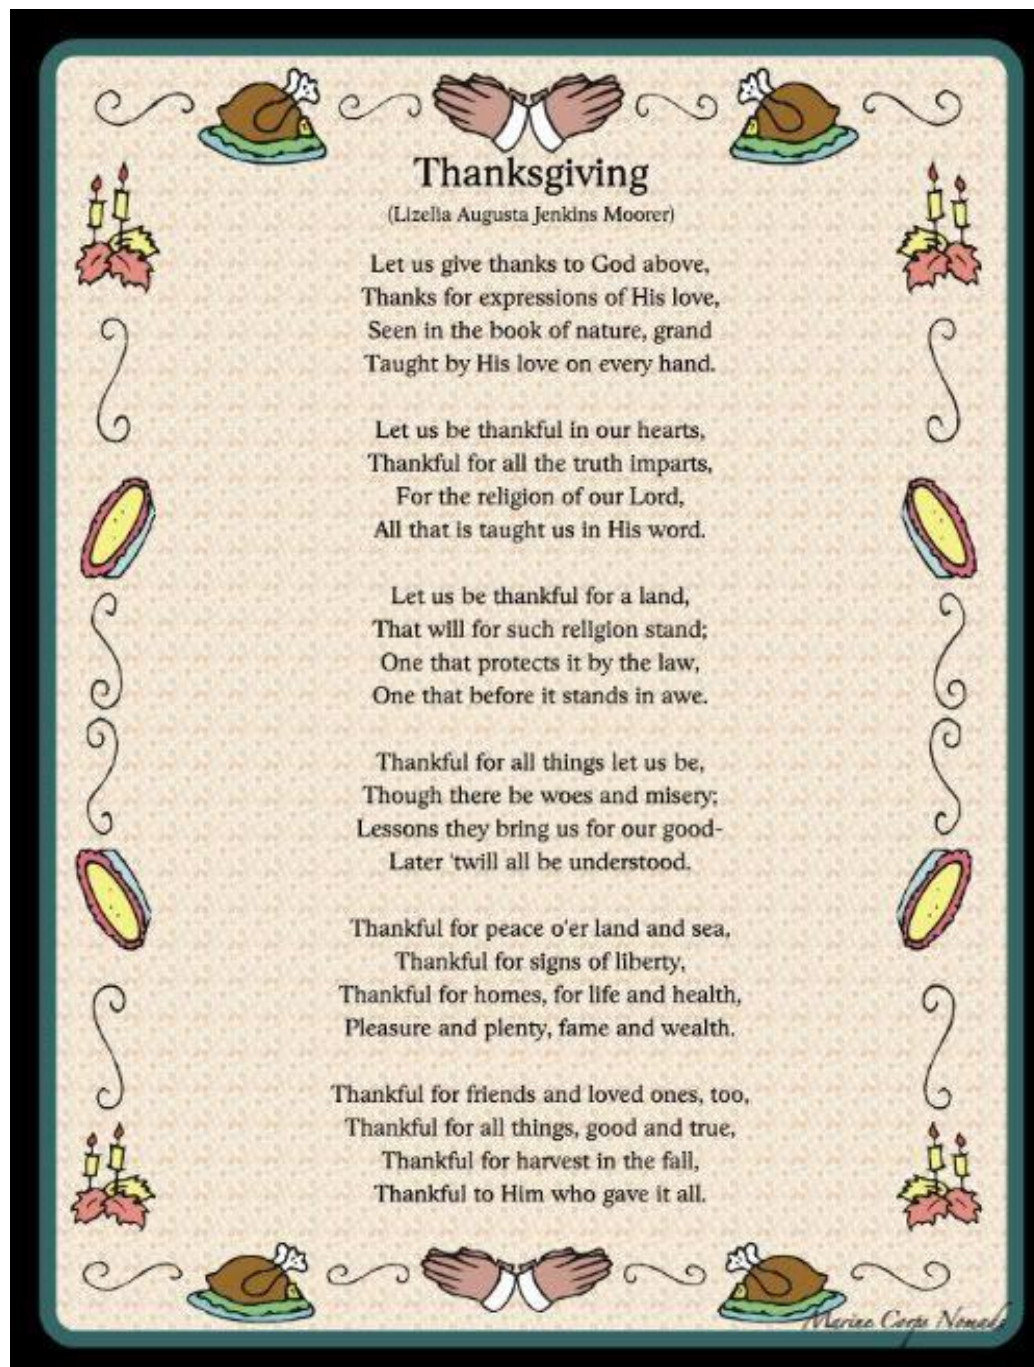 Thanksgiving
(Lizelia Augusta Jenkins Moorer)
Let us give thanks to God above,
Thanks for expressions of His love,
Seen in the book of nature, grand
Taught by His love on every hand.
Let us be thankful in our hearts,
Thankful for all the truth imparts,
For the religion of our Lord,
All that is taught us in His word.
Let us be thankful for a land,
That will for such religion stand;
One that protects it by the law,
One that before it stands in awe.
Thankful for all things let us be,
Though there be woes and misery;
Lessons they bring us for our good-
Later 'twill all be understood.
Thankful for peace o'er land and sea,
Thankful for signs of liberty,
Thankful for homes, for life and health,
Pleasure and plenty, fame and wealth.
Thankful for friends and loved ones, too,
Thankful for all things, good and true,
Thankful for harvest in the fall,
Thankful to Him who gave it all.
Marine Corps Nomads